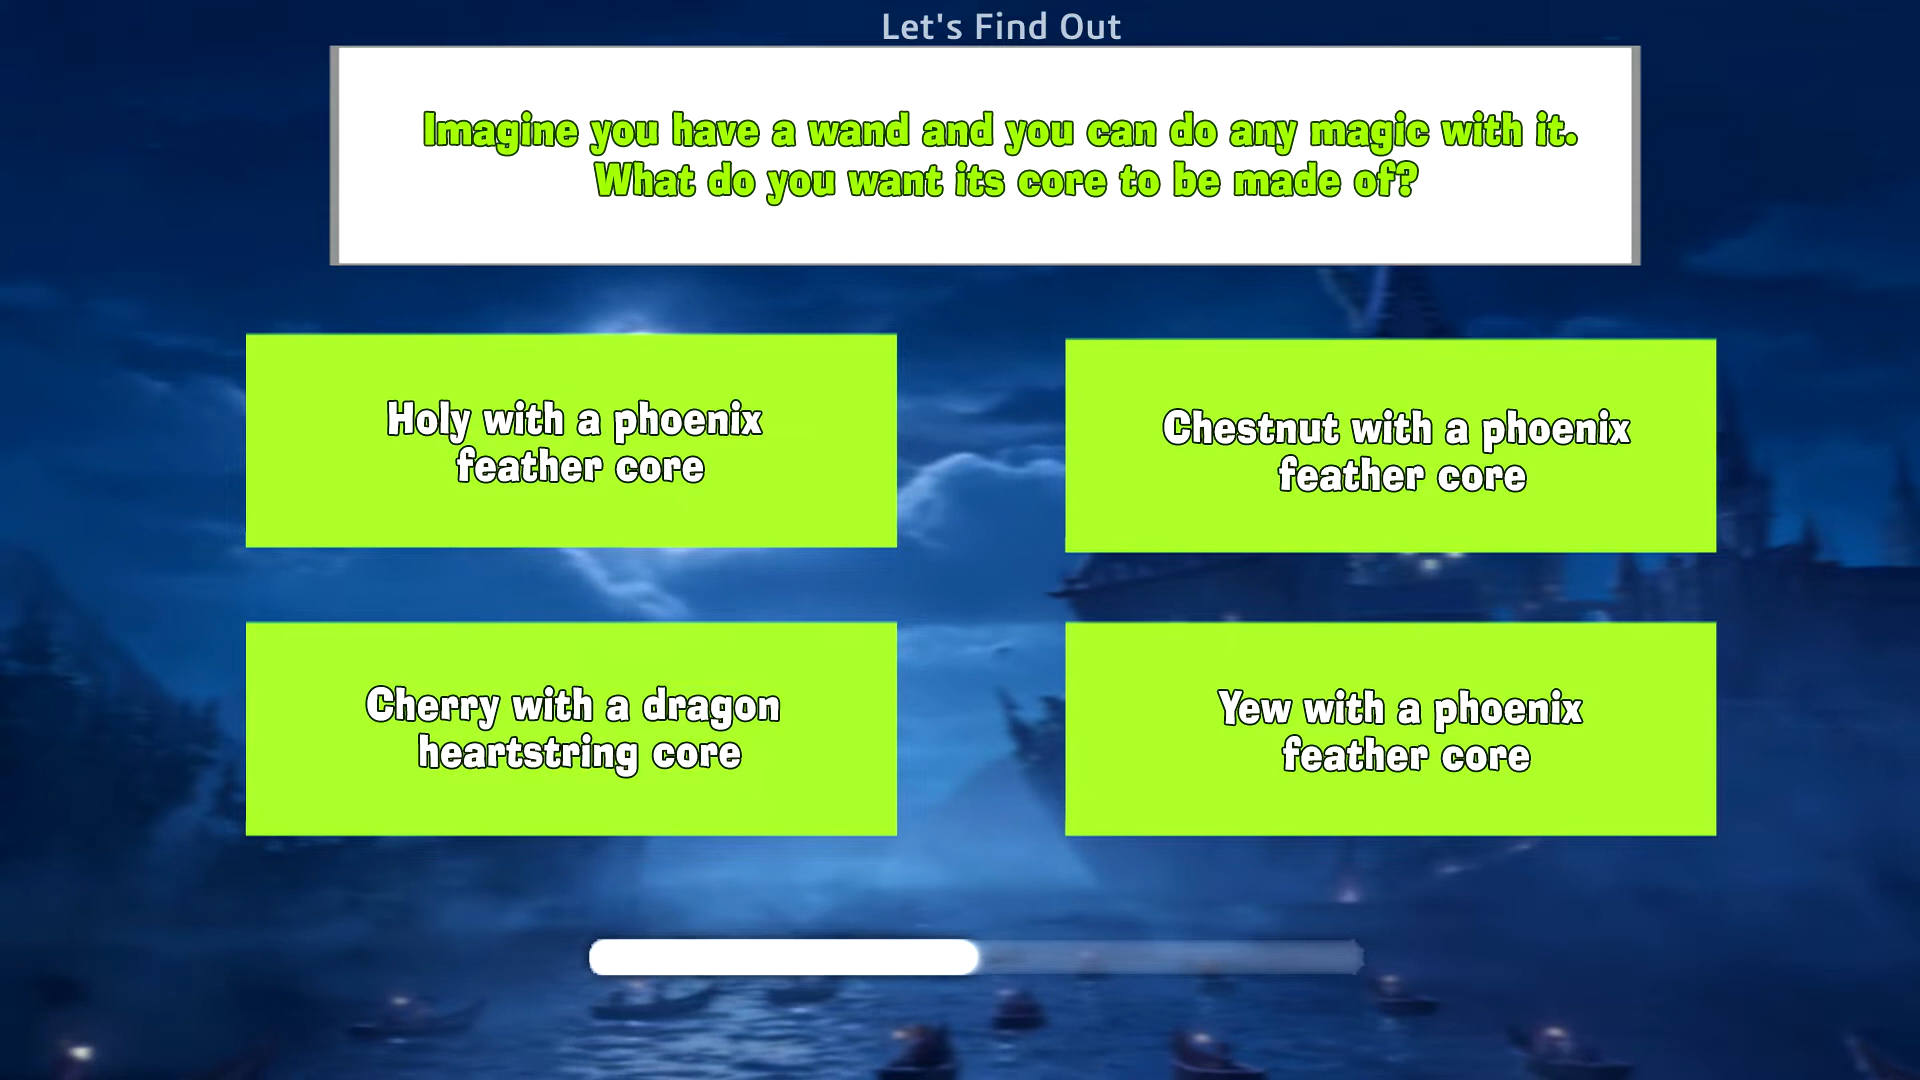 Let's Find Out
Imagine you have a wand and you can do any magic with it.
What do you want its core to be made of?
Holy with a phoenix
feather core
Chestnut with a phoenix
feather core
Cherry with a dragon
heartstring core
Yew with a phoenix
feather core